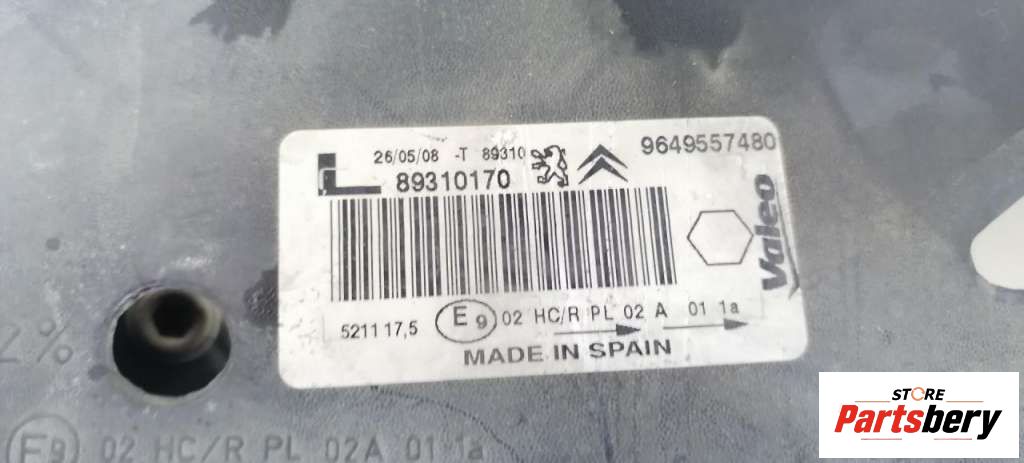 L 26/05/08 -T 89310 9649557480
89310170
Valeo
5211 17,5 E9 02 HC/R PL 02 A 01 1a
MADE IN SPAIN
2%
E9 02 HC/R PL 02A 01 1a
STORE
Partsbery